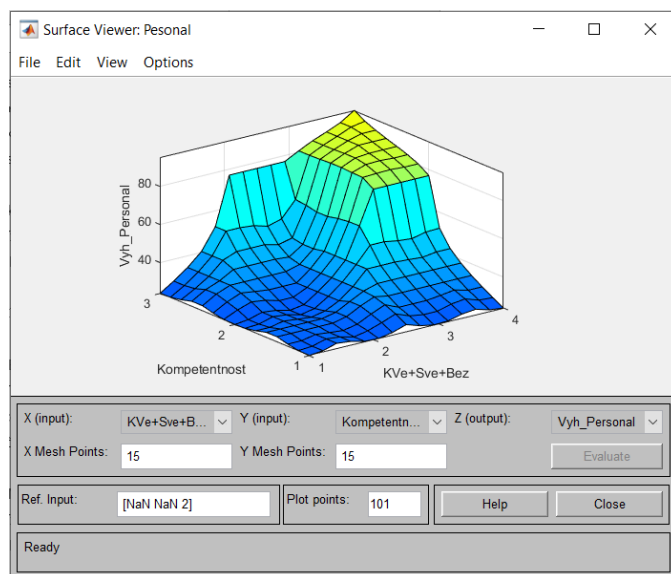 Surface Viewer: Pesonal
File Edit View Options
80
60
40
Vyh_Personal
3
2
1
Kompetentnost
1
2
3
4
KVe+Sve+Bez
X (input): KVe+Sve+B... Y (input): Kompetentn... Z (output): Vyh_Personal
X Mesh Points: 15 Y Mesh Points: 15 Evaluate
Ref. Input: [NaN NaN 2] Plot points: 101 Help Close
Ready